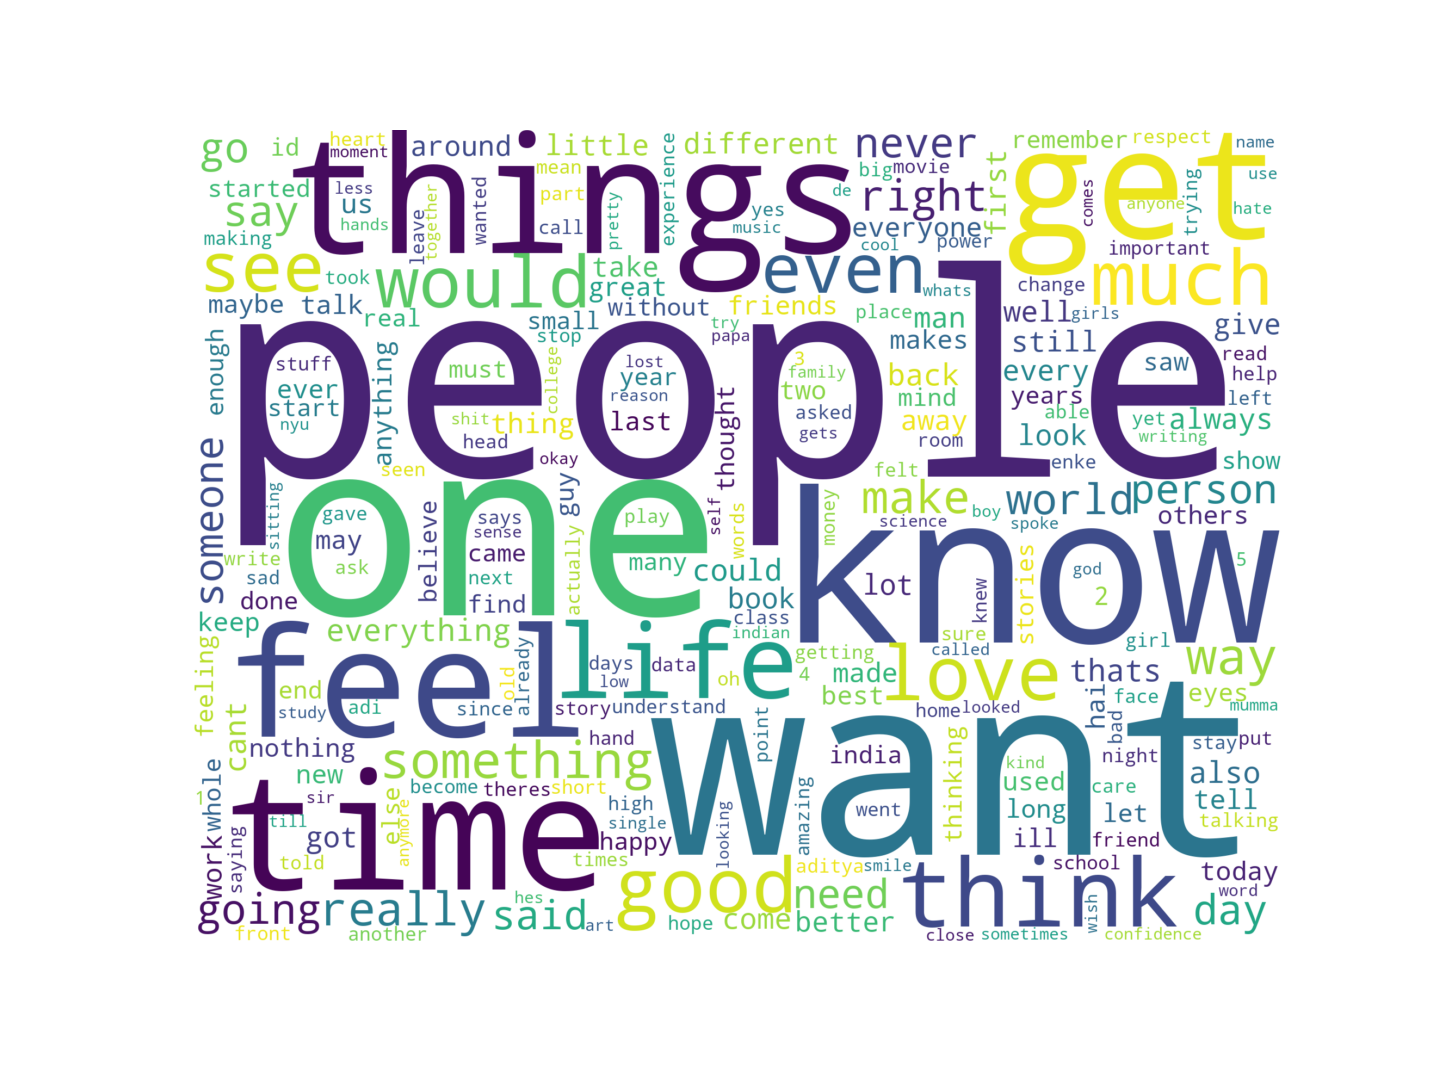 go
id
heart
moment
things
around
little
different
never
remember
respect
name
started
us
less
hands
together
wanted
mean
part
call
pretty
experience
music
yes
de
big
movie
right
first
get
comes
anyone
trying
use
hate
say
leave
everyone
cool
power
important
making
see
took
would
take
great
even
whats
change
much
maybe
talk
real
small
without
friends
place
man
well
girls
give
stop
try
papa
makes
still
enough
people
stuff
ever
start
nyu
anything
must
shit
thing
college
lost
year
reason
last
3
family
two
asked
gets
back
mind
away
room
every
years
look
able
saw
read
help
left
yet
always
writing
seen
head
okay
thought
felt
enke
show
someone
sitting
one
gave
may
ask
believe
says
sense
came
next
find
guy
actually
play
many
self
words
money
make
science
boy
world
spoke
person
others
write
sad
done
keep
could
book
class
indian
know
lot
knew
god
stories
2
5
everything
feeling
feel
life
days
low
data
oh
getting
4
made
best
sure
called
love
thats
girl
way
end
study
adi
since
old
already
story
understand
point
home
looked
hai
bad
face
eyes
mumma
cant
nothing
something
hand
want
india
thinking
kind
used
night
care
stay
put
whole
new
become
theres
short
high
single
amazing
went
long
let
also
tell
1
sir
till
time
else
anymore
work
saying
told
got
times
happy
looking
aditya
smile
ill
friend
talking
school
going
front
really
another
said
hes
art
good
hope
come
need
better
think
close
sometimes
wish
confidence
today
word
day